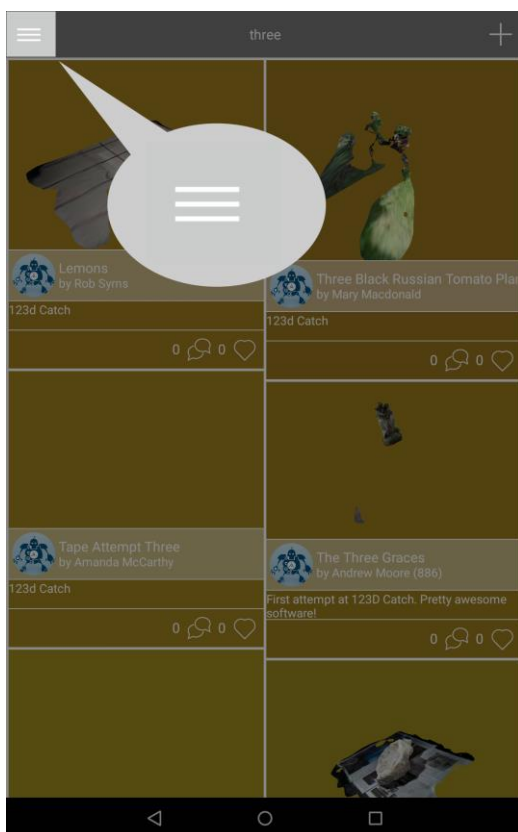 three
Lemons
by Rob Syms
123d Catch
0 0
Three Black Russian Tomato Plan
by Mary Macdonald
123d Catch
0 0
Tape Attempt Three
by Amanda McCarthy
123d Catch
0 0
The Three Graces
by Andrew Moore (886)
First attempt at 123D Catch. Pretty awesome
software!
0 0